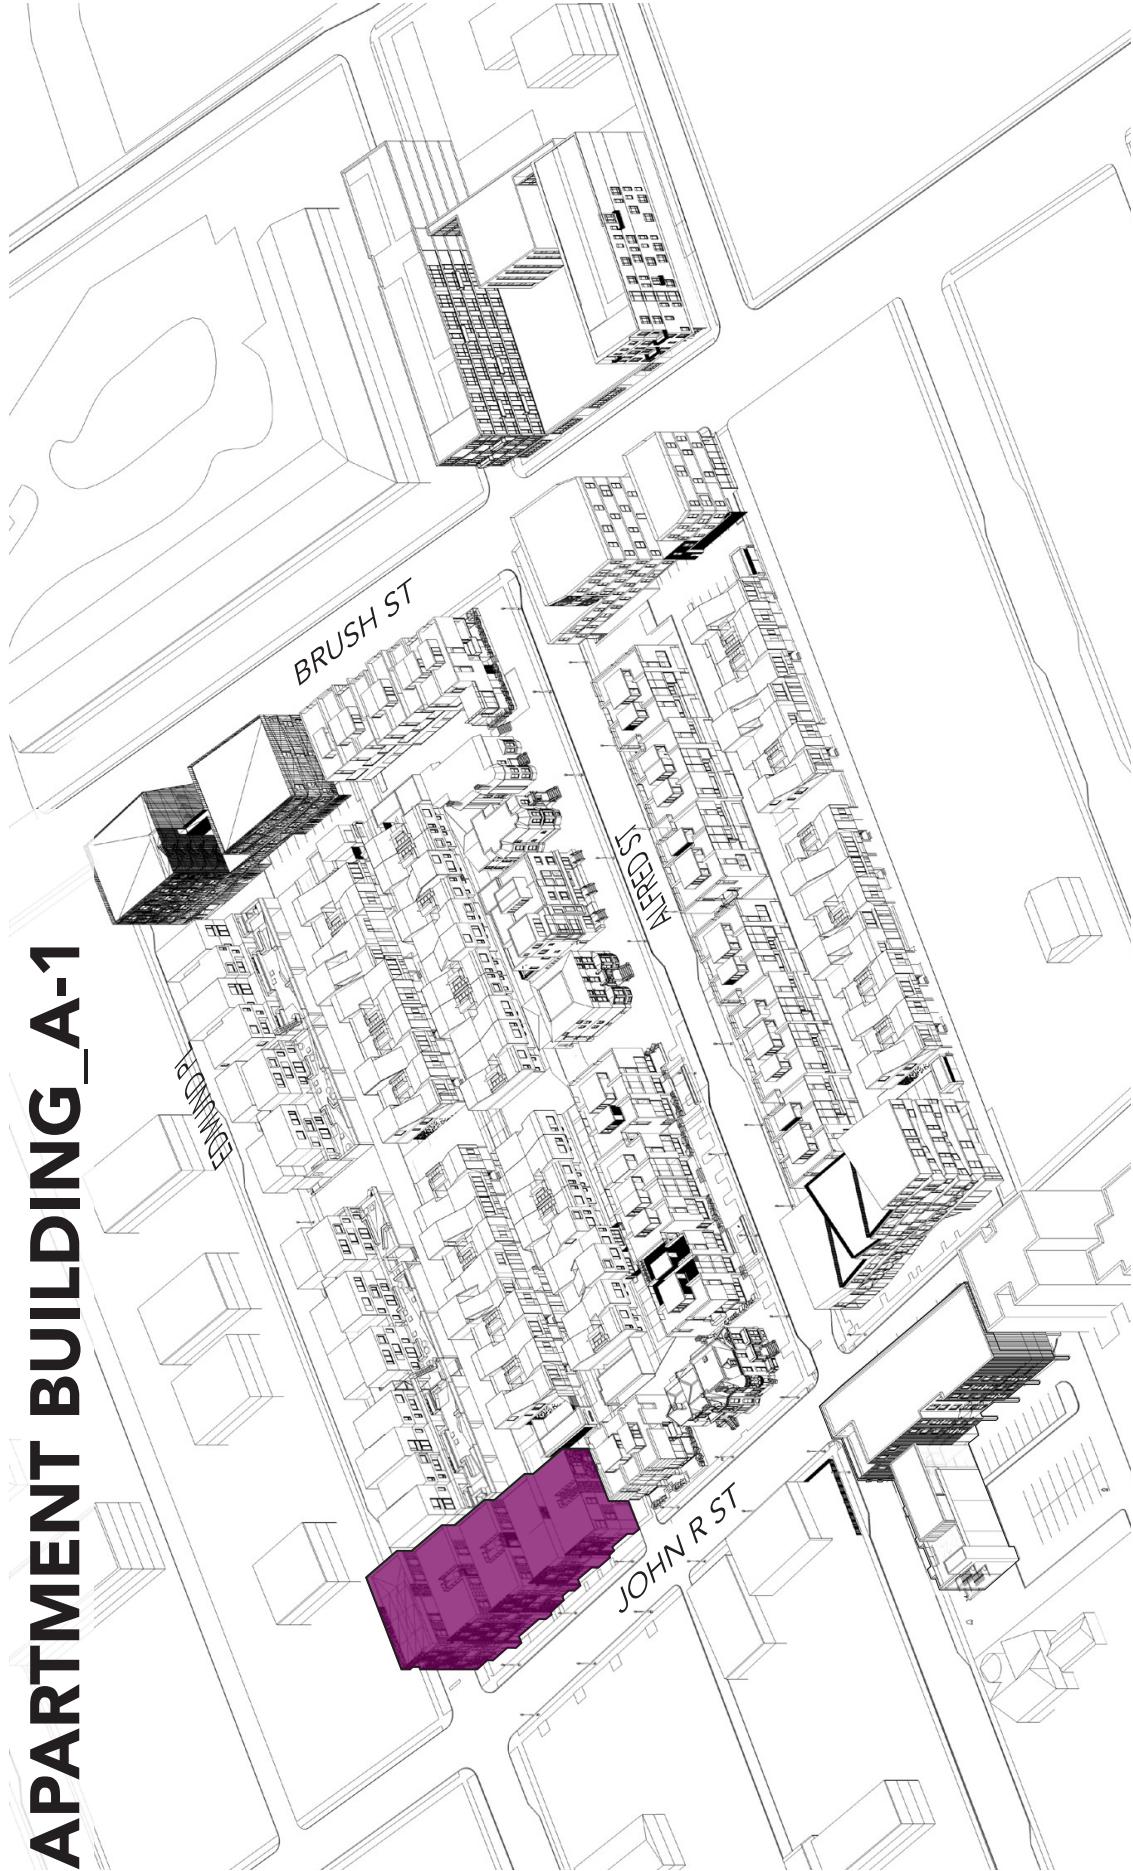 APARTMENT BUILDING_A-1
BRUSH ST
ALFRED ST
EDMUND PL
JOHN R ST